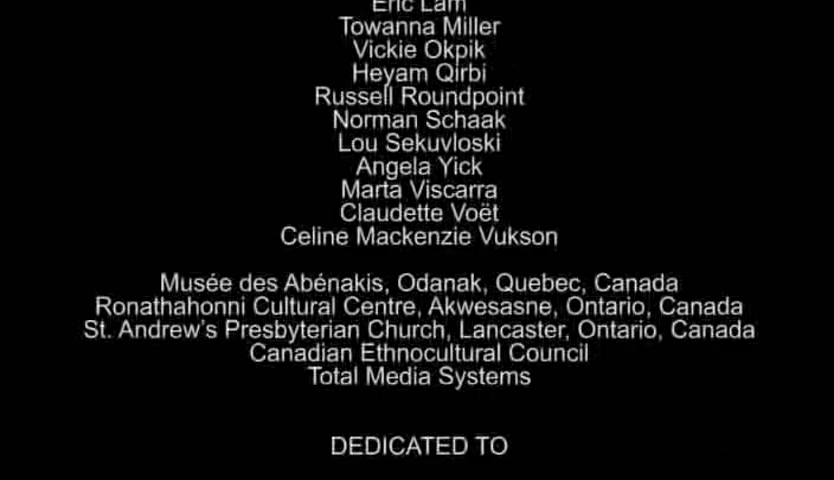 Eric Lam
Towanna Miller
Vickie Okpik
Heyam Qirbi
Russell Roundpoint
Norman Schaak
Lou Sekuvloski
Angela Yick
Marta Viscarra
Claudette Voët
Celine Mackenzie Vukson
Musée des Abénakis, Odanak, Quebec, Canada
Ronathahonni Cultural Centre, Akwesasne, Ontario, Canada
St. Andrew's Presbyterian Church, Lancaster, Ontario, Canada
Canadian Ethnocultural Council
Total Media Systems
DEDICATED TO